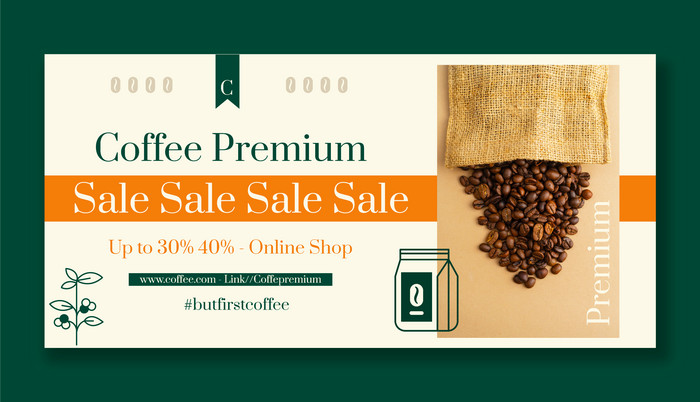 C
Coffee Premium
Sale Sale Sale Sale
Up to 30% 40% - Online Shop
www.coffee.com - Link//Coffepremium
#butfirstcoffee
Premium